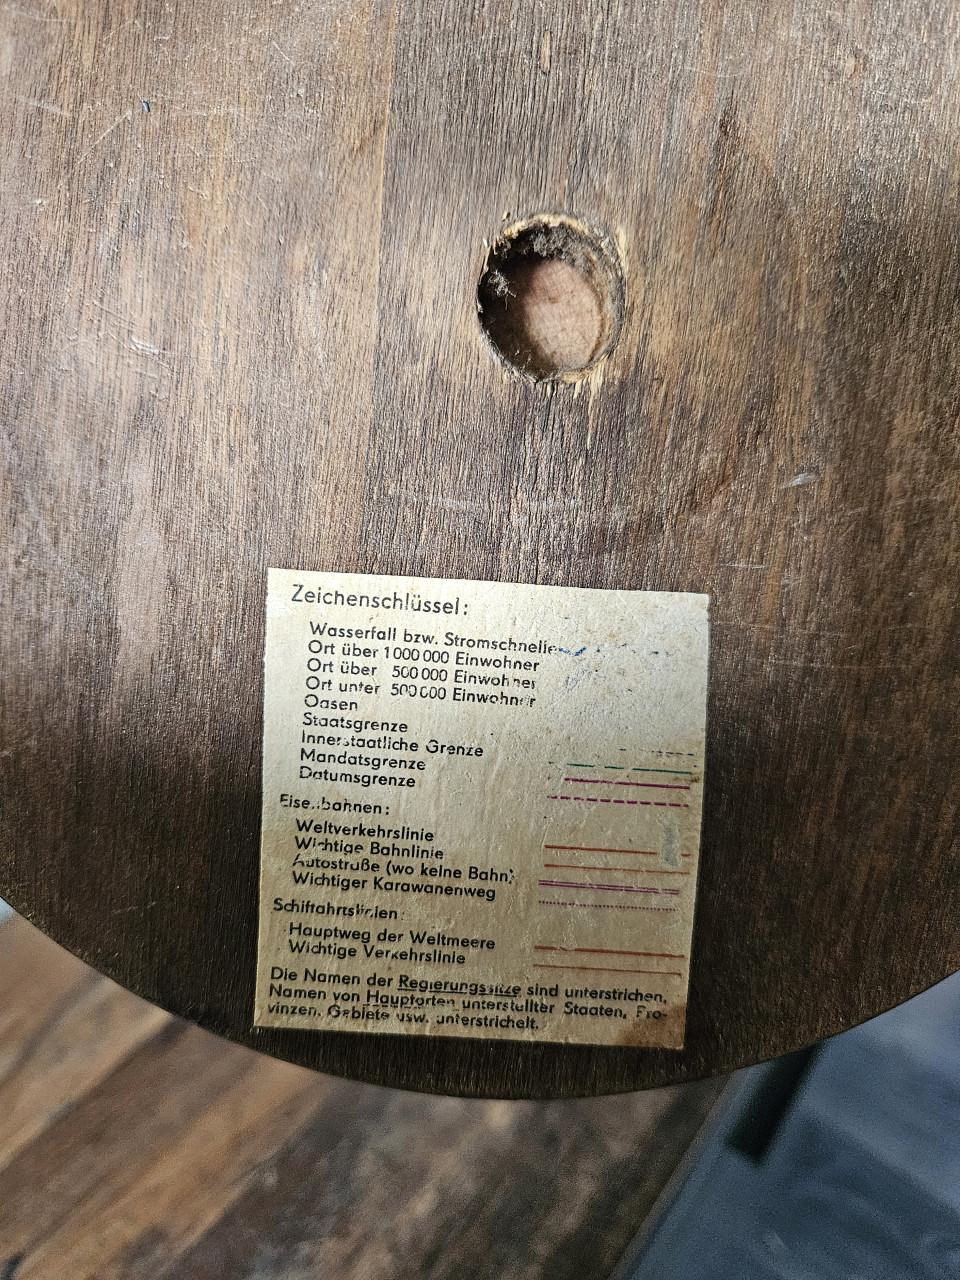 Zeichenschlüssel:
Wasserfall bzw. Stromschnelle
Ort über 1 000 000 Einwohner
Ort über 500 000 Einwohner
Ort unter 500 000 Einwohner
Oasen
Staatsgrenze
Innerstaatliche Grenze
Mandatsgrenze
Datumsgrenze
Eisenbahnen:
Weltverkehrslinie
Wichtige Bahnlinie
Autostraße (wo keine Bahn)
Wichtiger Karawanenweg
Schiffahrtslinien:
Hauptweg der Weltmeere
Wichtige Verkehrslinie
Die Namen der Regierungssitze sind unterstrichen,
Namen von Hauptorten unterstellter Staaten, Pro-
vinzen, Gebiete usw. unterstrichelt.